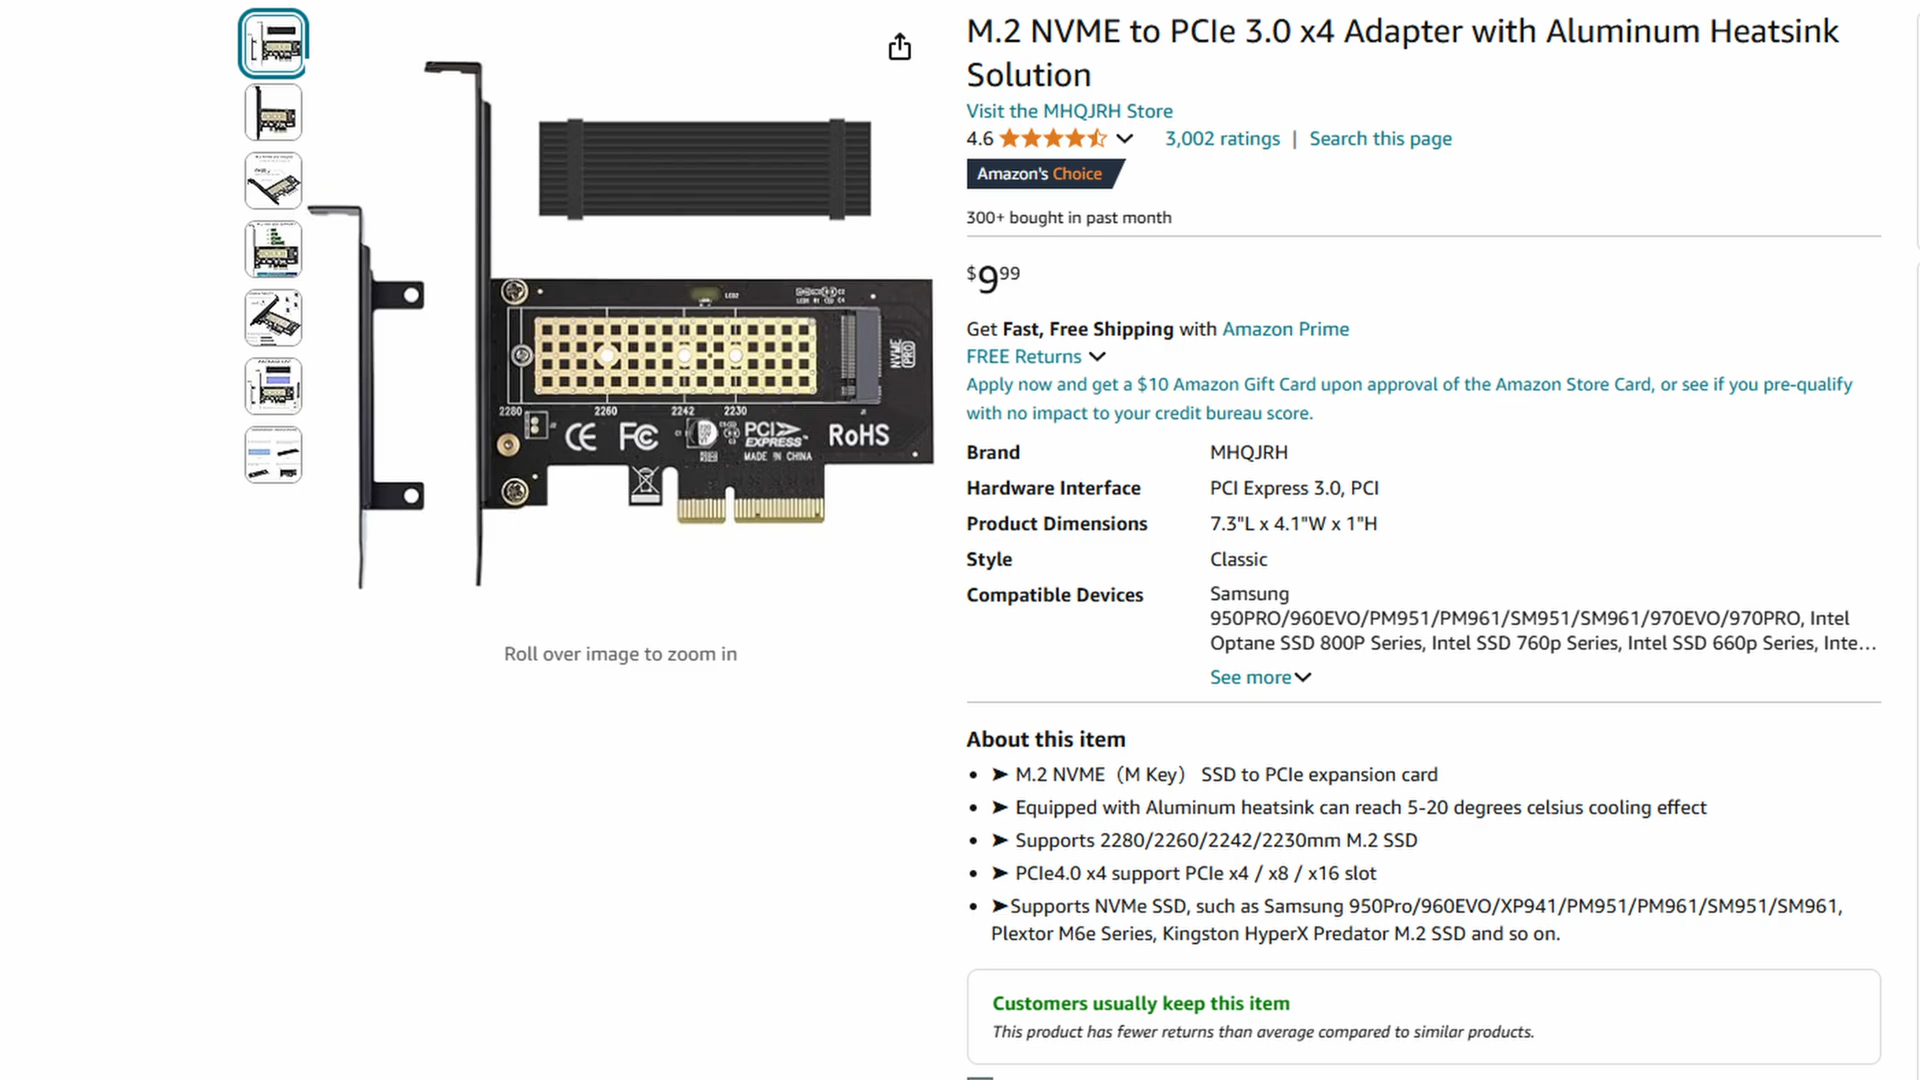 M.2 NVME to PCIe 3.0 x4 Adapter with Aluminum Heatsink
Solution
Visit the MHQJRH Store
4.6
3,002 ratings | Search this page
Amazon's Choice
300+ bought in past month
$9.99
Get Fast, Free Shipping with Amazon Prime
FREE Returns
Apply now and get a $10 Amazon Gift Card upon approval of the Amazon Store Card, or see if you pre-qualify
with no impact to your credit bureau score.
Brand MHQJRH
Hardware Interface PCI Express 3.0, PCI
Product Dimensions 7.3"L x 4.1"W x 1"H
Style Classic
Compatible Devices Samsung
950PRO/960EVO/PM951/PM961/SM951/SM961/970EVO/970PRO, Intel
Optane SSD 800P Series, Intel SSD 760p Series, Intel SSD 660p Series, Inte…
See more
About this item
• ➤ M.2 NVME（M Key） SSD to PCIe expansion card
• ➤ Equipped with Aluminum heatsink can reach 5-20 degrees celsius cooling effect
• ➤ Supports 2280/2260/2242/2230mm M.2 SSD
• ➤ PCIe4.0 x4 support PCIe x4 / x8 / x16 slot
• ➤Supports NVMe SSD, such as Samsung 950Pro/960EVO/XP941/PM951/PM961/SM951/SM961,
Plextor M6e Series, Kingston HyperX Predator M.2 SSD and so on.
Customers usually keep this item
This product has fewer returns than average compared to similar products.
LED2
NVME
PRO
2280 2260 2242 2230
CE FC PCI
EXPRESS™
RoHS
MADE IN CHINA
Roll over image to zoom in